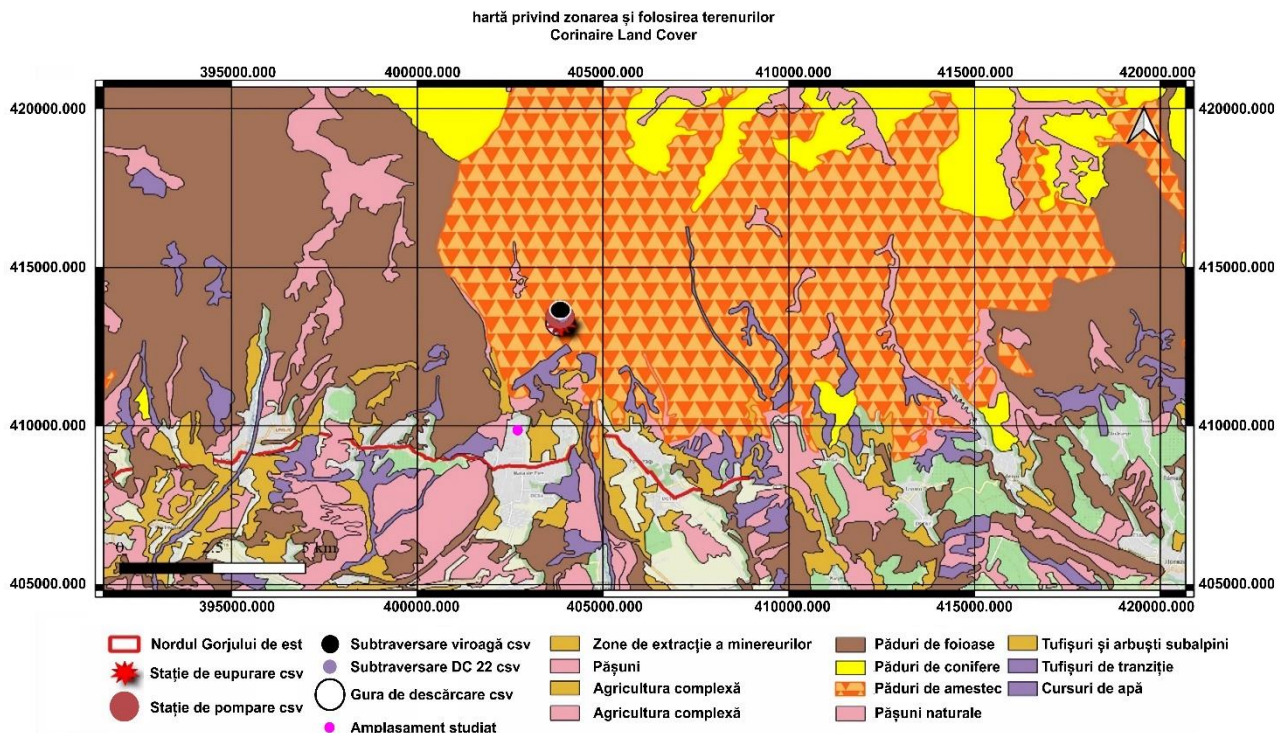 hartă privind zonarea și folosirea terenurilor
Corinaire Land Cover
395000.000 400000.000 405000.000 410000.000 415000.000 420000.000
420000.000 420000.000
415000.000 415000.000
410000.000 410000.000
0 2.5 5 km
405000.000 405000.000
395000.000 400000.000 405000.000 410000.000 415000.000 420000.000
Nordul Gorjului de est
Stație de eupurare csv
Stație de pompare csv
Subtraversare viroagă csv
Subtraversare DC 22 csv
Gura de descărcare csv
Amplasament studiat
Zone de extracție a minereurilor
Pășuni
Agricultura complexă
Agricultura complexă
Păduri de foioase
Păduri de conifere
Păduri de amestec
Pășuni naturale
Tufișuri și arbuști subalpini
Tufișuri de tranziție
Cursuri de apă